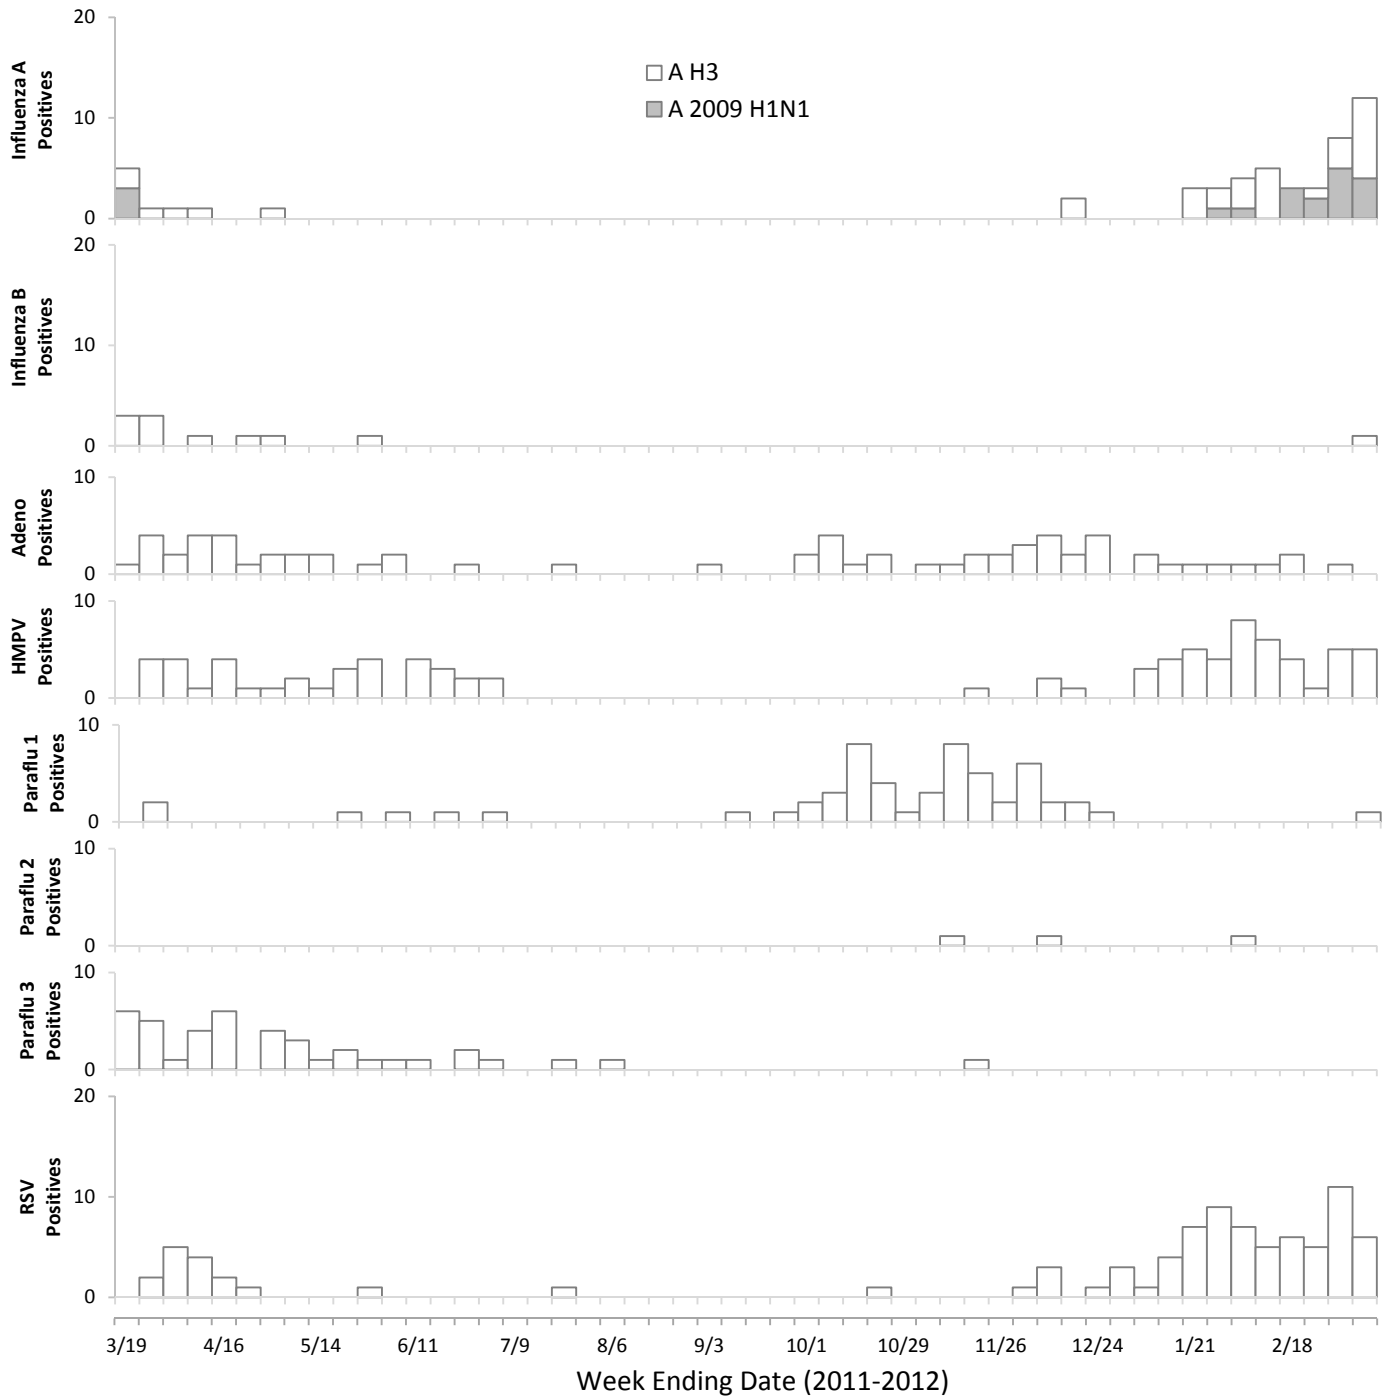 20
10
0
Influenza A
Positives
A H3
A 2009 H1N1
20
10
0
Influenza B
Positives
10
0
Adeno
Positives
10
0
HMPV
Positives
10
0
Paraflu 1
Positives
10
0
Paraflu 2
Positives
10
0
Paraflu 3
Positives
20
10
0
RSV
Positives
3/19 4/16 5/14 6/11 7/9 8/6 9/3 10/1 10/29 11/26 12/24 1/21 2/18
Week Ending Date (2011-2012)